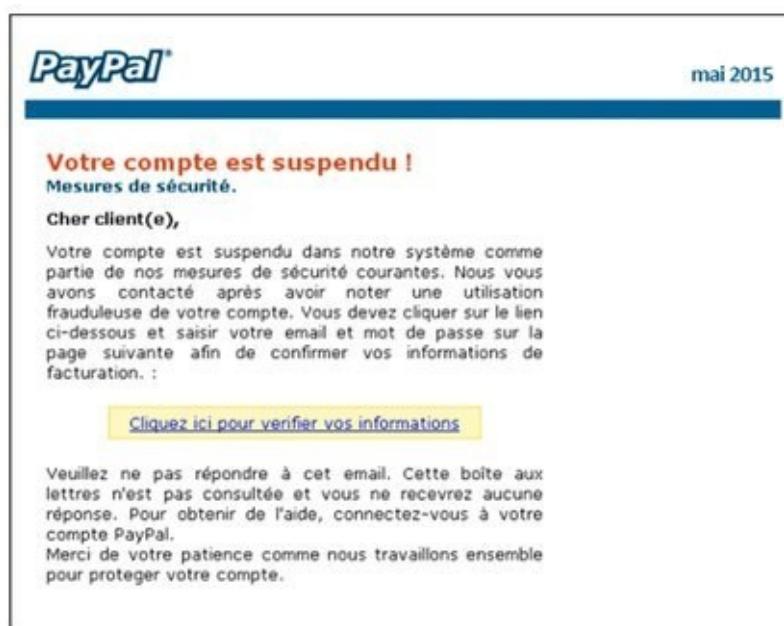 PayPal®
mai 2015
Votre compte est suspendu !
Mesures de sécurité.
Cher client(e),
Votre compte est suspendu dans notre système comme
partie de nos mesures de sécurité courantes. Nous vous
avons contacté après avoir noter une utilisation
frauduleuse de votre compte. Vous devez cliquer sur le lien
ci-dessous et saisir votre email et mot de passe sur la
page suivante afin de confirmer vos informations de
facturation. :
Cliquez ici pour verifier vos informations
Veuillez ne pas répondre à cet email. Cette boîte aux
lettres n'est pas consultée et vous ne recevrez aucune
réponse. Pour obtenir de l'aide, connectez-vous à votre
compte PayPal.
Merci de votre patience comme nous travaillons ensemble
pour proteger votre compte.